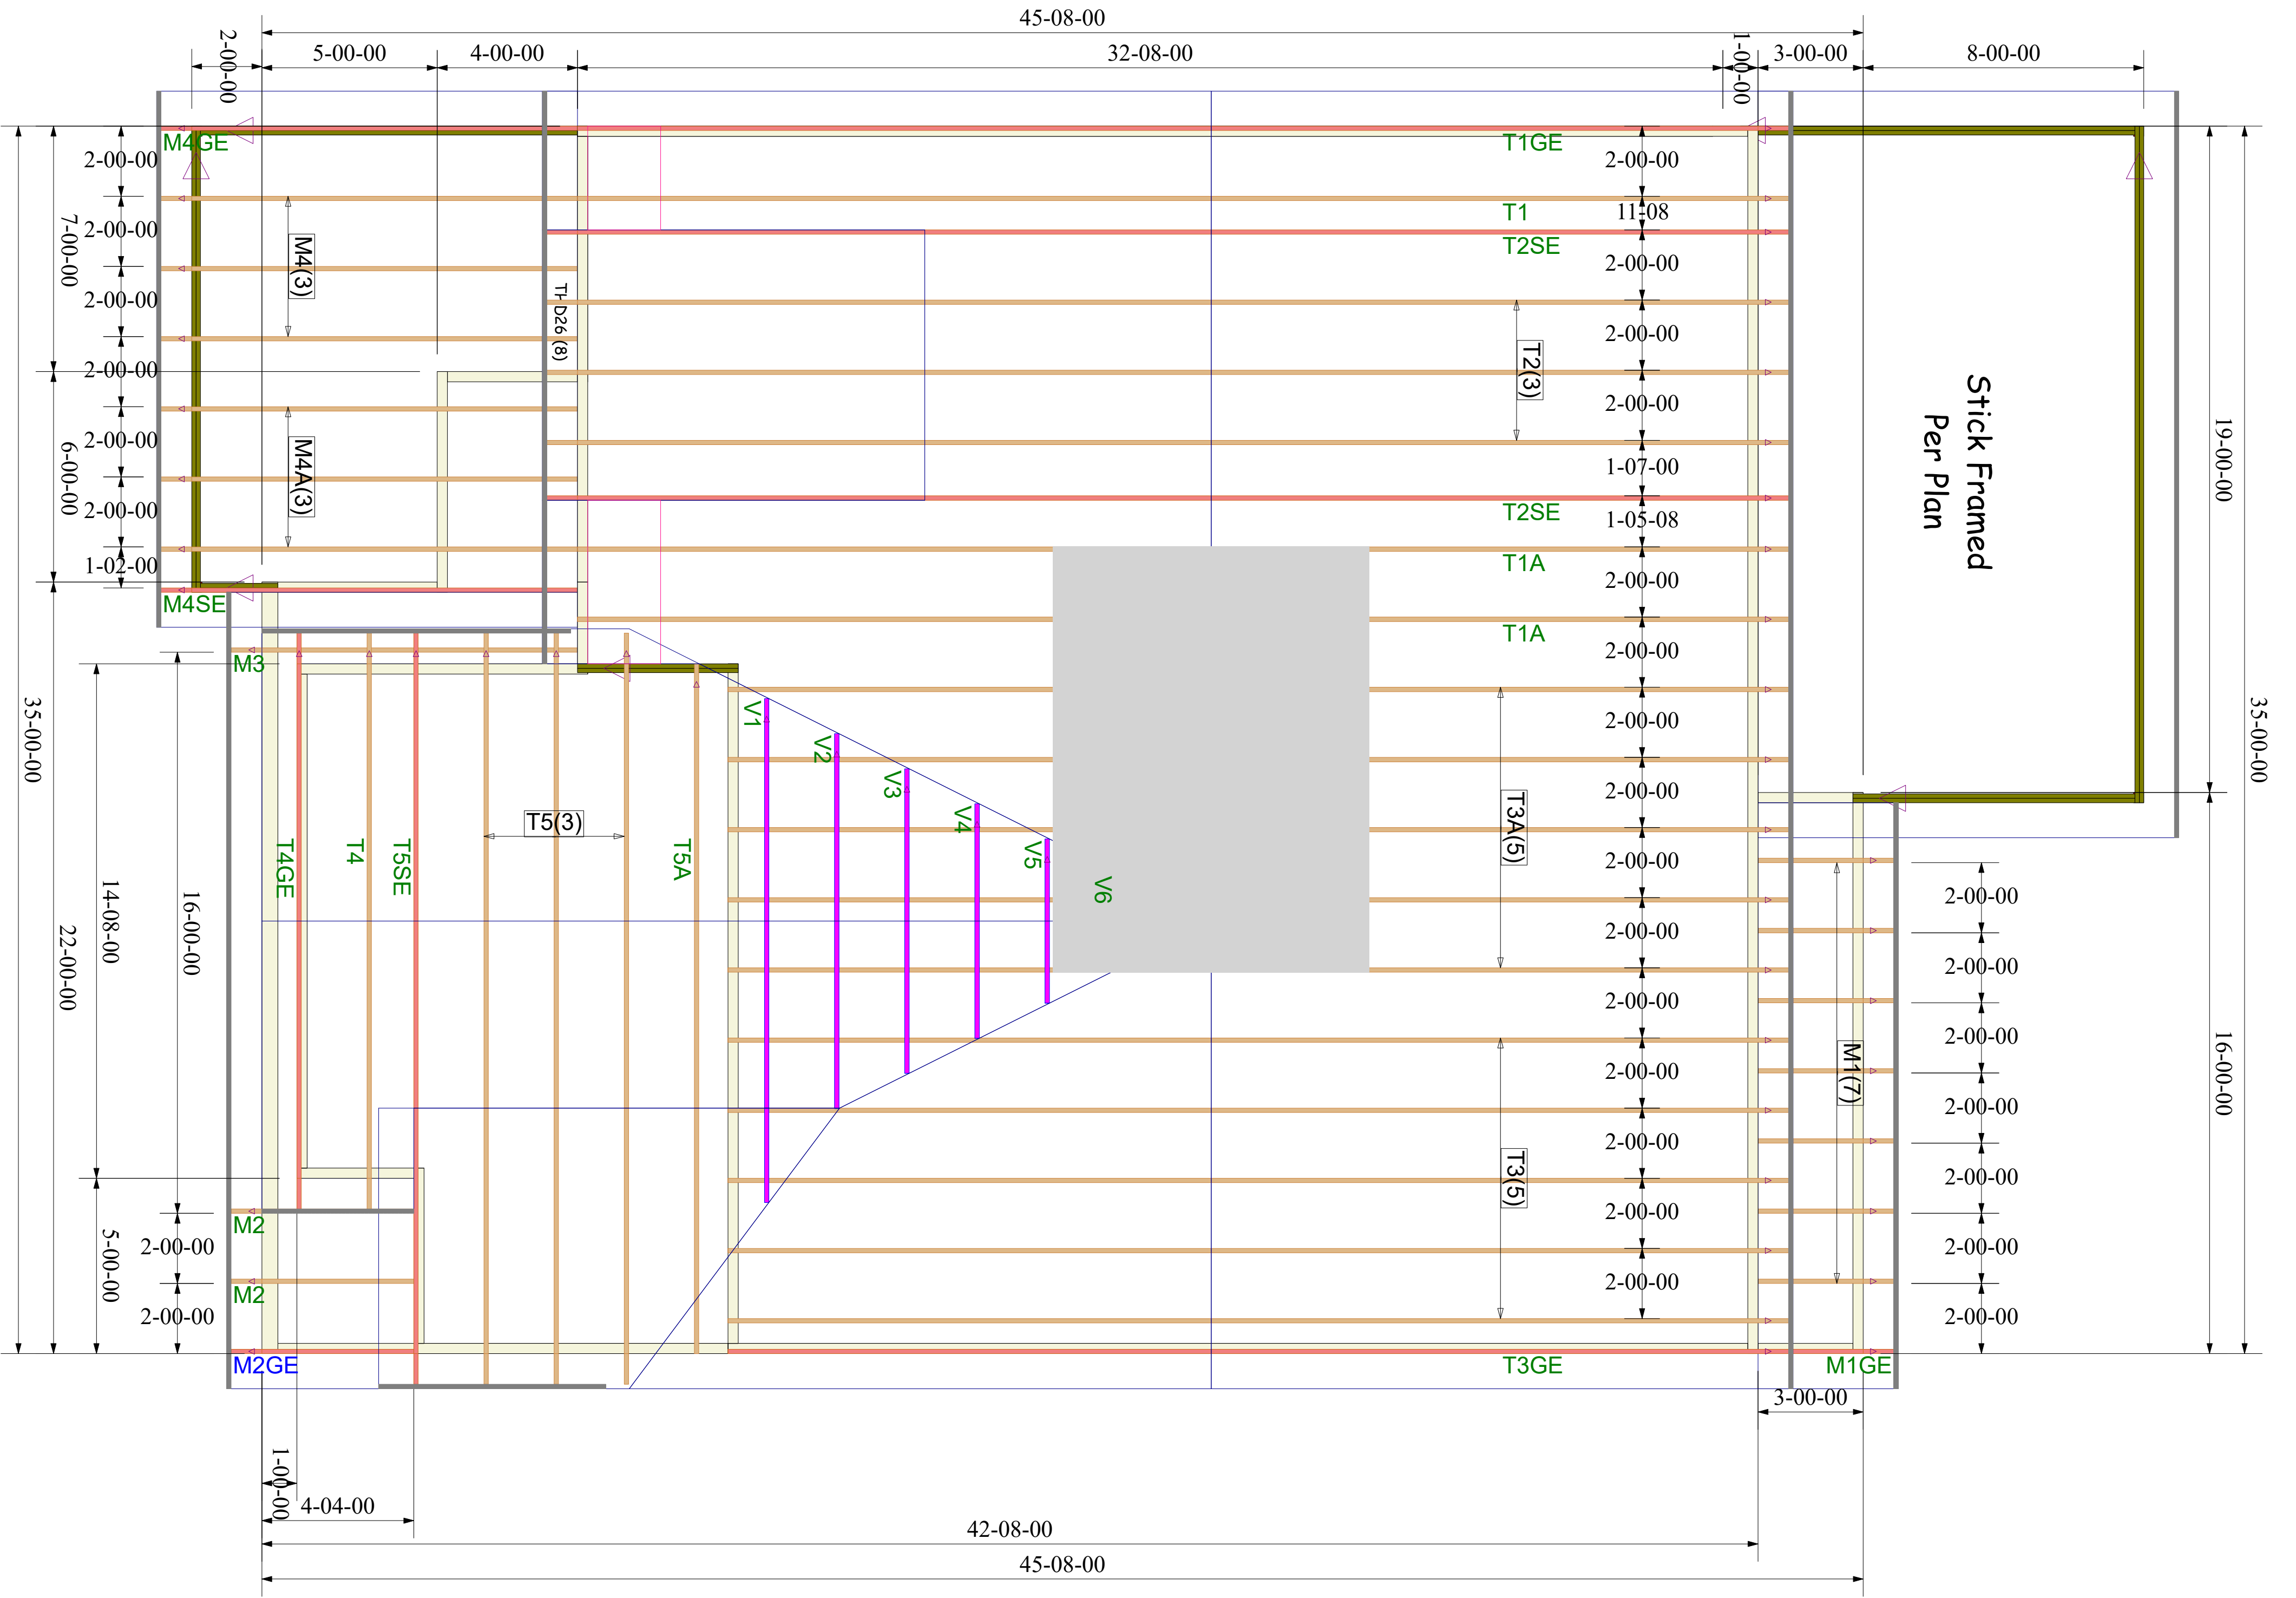 45-08-00
2-00-00
5-00-00
4-00-00
32-08-00
1-00-00
3-00-00
8-00-00
M4GE
T1GE
2-00-00
2-00-00
T1
11-08
2-00-00
T2SE
7-00-00
M4(3)
2-00-00
2-00-00
2-00-00
T2(3)
2-00-00
2-00-00
2-00-00
M4A(3)
6-00-00
2-00-00
1-07-00
2-00-00
T2SE
1-05-08
1-02-00
T1A
2-00-00
M4SE
T1A
M3
2-00-00
Stick Framed
Per Plan
19-00-00
35-00-00
35-00-00
V1
V2
V3
V4
V5
V6
2-00-00
2-00-00
T3A(5)
2-00-00
2-00-00
2-00-00
T5(3)
T4GE
T4
T5SE
T5A
14-08-00
16-00-00
22-00-00
2-00-00
2-00-00
T3(5)
2-00-00
2-00-00
M1(7)
2-00-00
2-00-00
2-00-00
2-00-00
2-00-00
2-00-00
2-00-00
16-00-00
M2
2-00-00
5-00-00
M2
2-00-00
M2GE
T3GE
M1GE
3-00-00
1-00-00
4-04-00
42-08-00
45-08-00